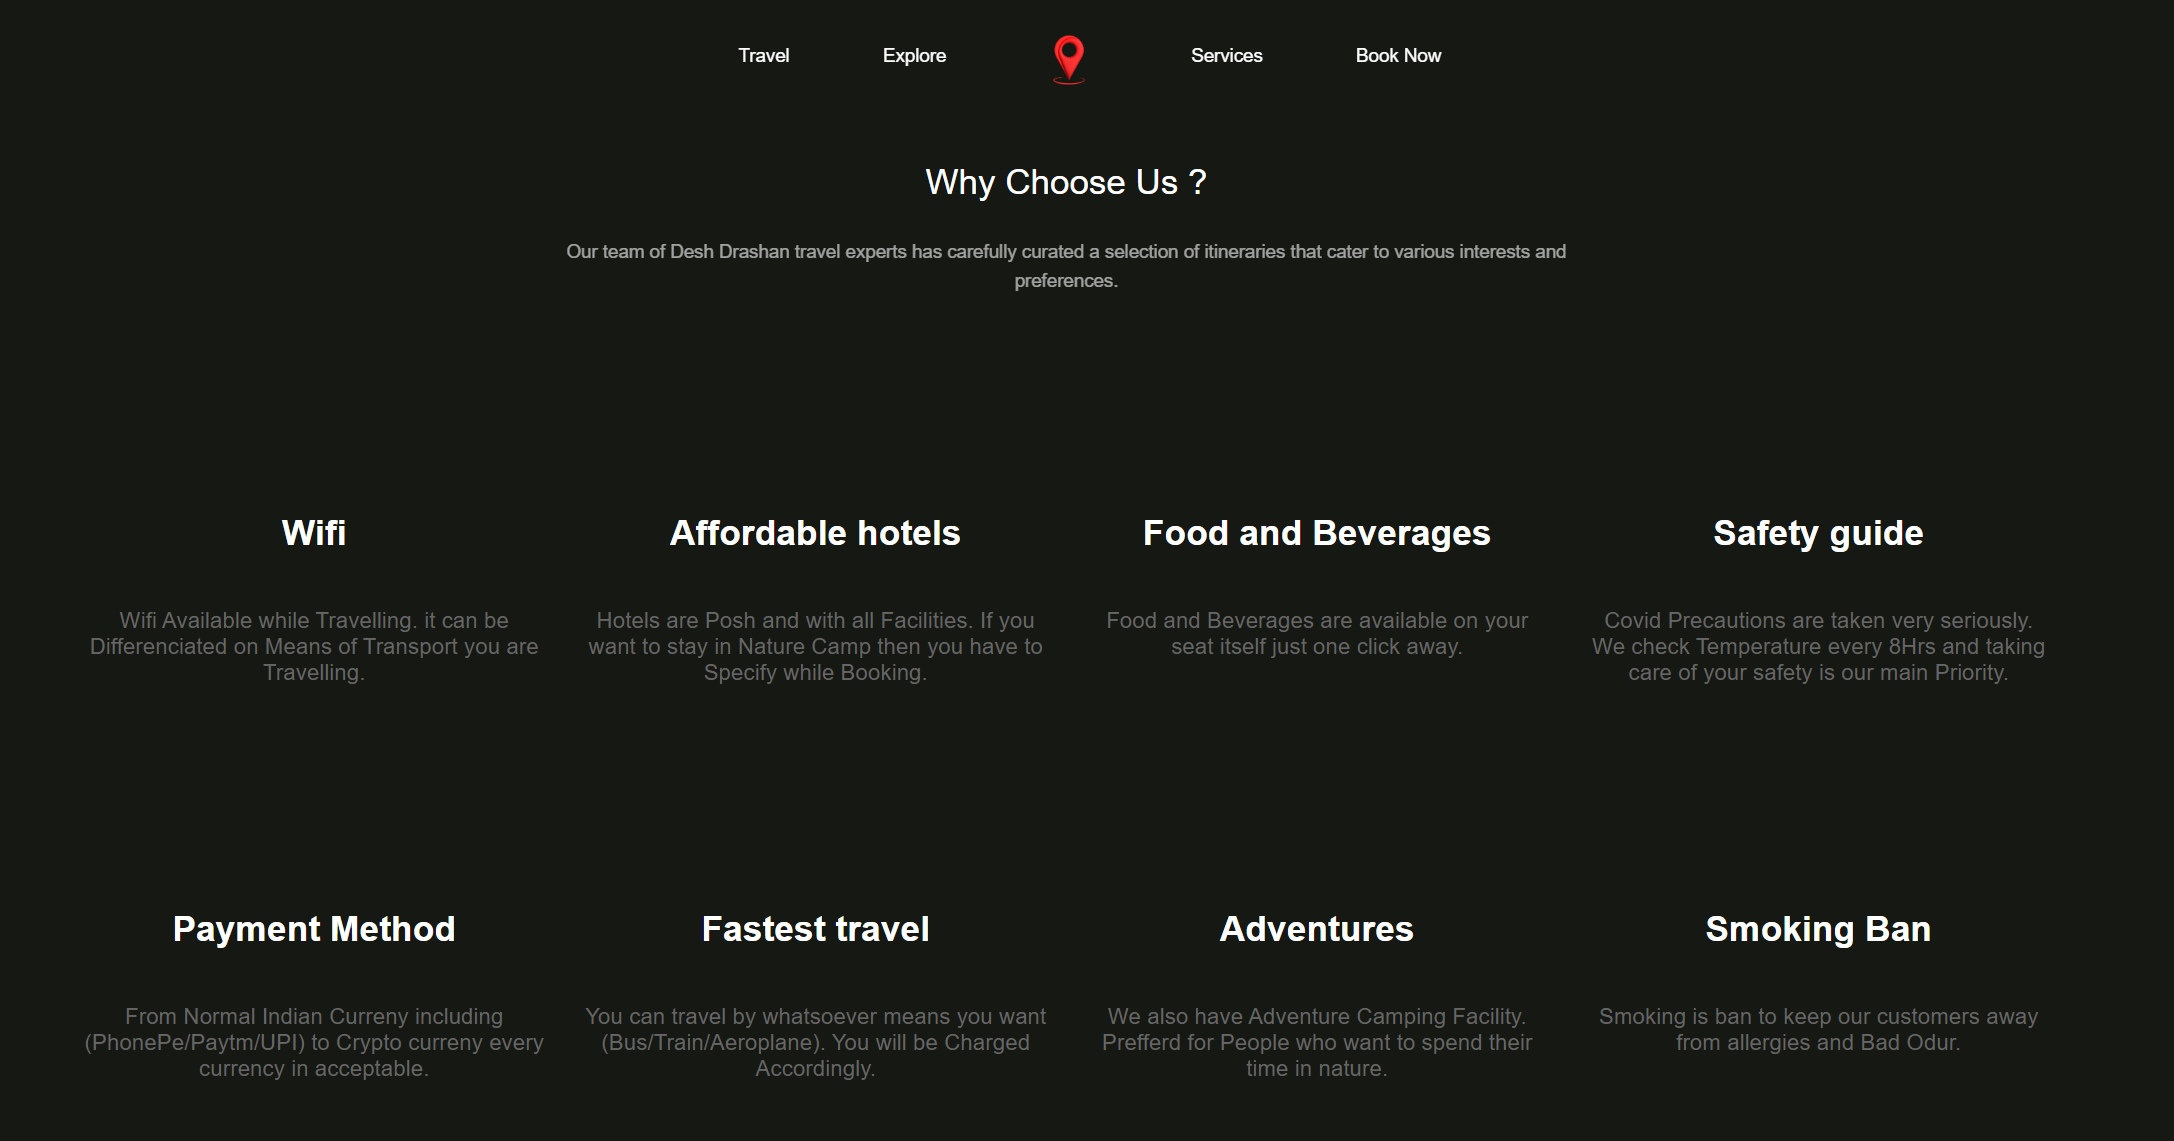 Travel Explore Services Book Now
Why Choose Us ?
Our team of Desh Drashan travel experts has carefully curated a selection of itineraries that cater to various interests and
preferences.
Wifi
Wifi Available while Travelling. it can be
Differenciated on Means of Transport you are
Travelling.
Affordable hotels
Hotels are Posh and with all Facilities. If you
want to stay in Nature Camp then you have to
Specify while Booking.
Food and Beverages
Food and Beverages are available on your
seat itself just one click away.
Safety guide
Covid Precautions are taken very seriously.
We check Temperature every 8Hrs and taking
care of your safety is our main Priority.
Payment Method
From Normal Indian Curreny including
(PhonePe/Paytm/UPI) to Crypto curreny every
currency in acceptable.
Fastest travel
You can travel by whatsoever means you want
(Bus/Train/Aeroplane). You will be Charged
Accordingly.
Adventures
We also have Adventure Camping Facility.
Prefferd for People who want to spend their
time in nature.
Smoking Ban
Smoking is ban to keep our customers away
from allergies and Bad Odur.